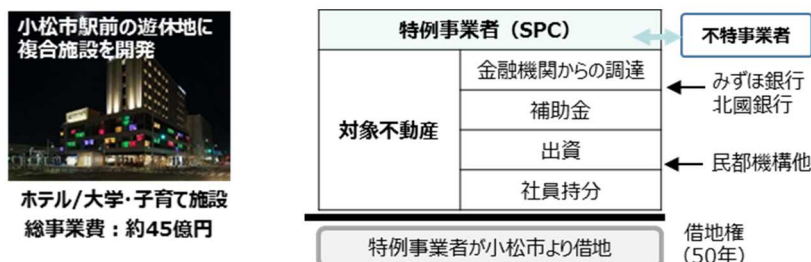 小松市駅前の遊休地に
複合施設を開発
ホテル/大学・子育て施設
総事業費：約45億円
特例事業者（SPC）
不特事業者
対象不動産
金融機関からの調達
補助金
出資
社員持分
みずほ銀行
北國銀行
民都機構他
特例事業者が小松市より借地
借地権
（50年）